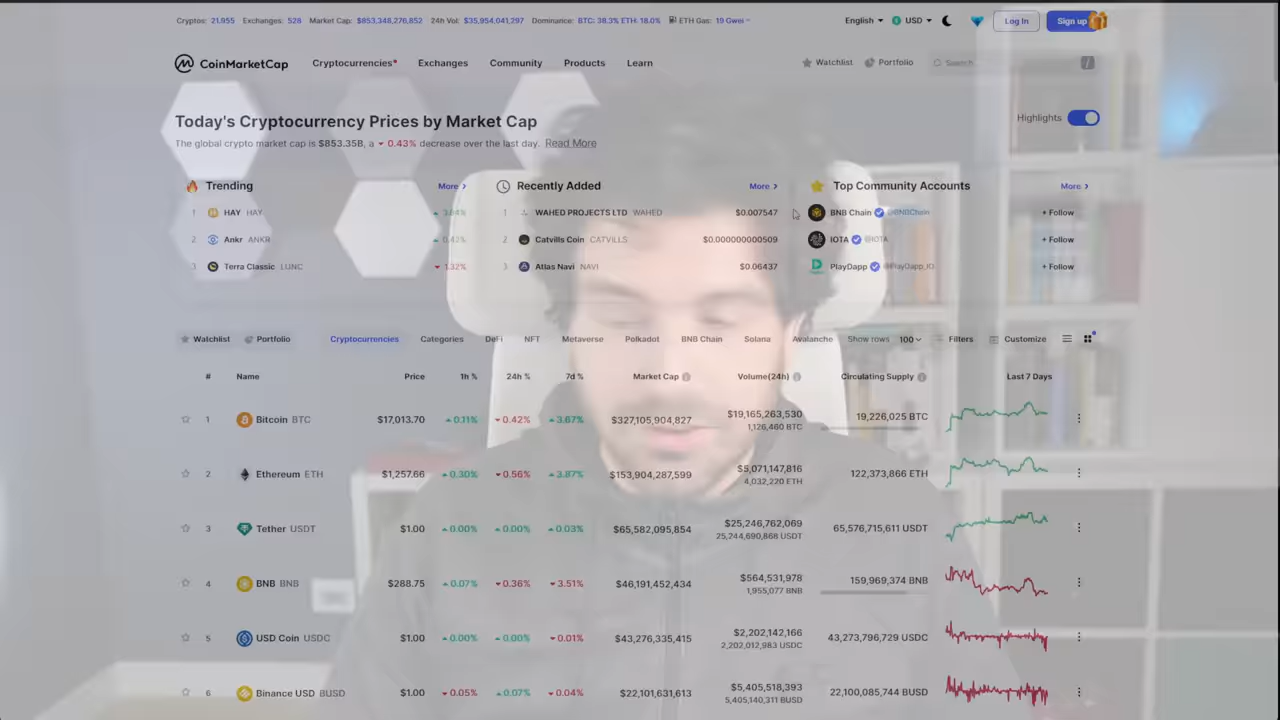 Cryptos: 21,955 Exchanges: 528 Market Cap: $853,348,276,852 24h Vol: $35,954,041,297 Dominance: BTC: 38.3% ETH: 18.0% ETH Gas: 19 Gwei English USD Log In Sign up
CoinMarketCap Cryptocurrencies Exchanges Community Products Learn Watchlist Portfolio Search /
Today's Cryptocurrency Prices by Market Cap Highlights
The global crypto market cap is $853.35B, a 0.43% decrease over the last day. Read More
Trending More Recently Added More Top Community Accounts More
1 HAY HAY 3.84% 1 WAHED PROJECTS LTD WAHED $0.007547 BNB Chain @BNBChain + Follow
2 Ankr ANKR 0.42% 2 Catvills Coin CATVILLS $0.000000000509 IOTA @IOTA + Follow
3 Terra Classic LUNC 1.32% 3 Atlas Navi NAVI $0.06437 PlayDapp @PlayDapp_IO + Follow
Watchlist Portfolio Cryptocurrencies Categories DeFi NFT Metaverse Polkadot BNB Chain Solana Avalanche Show rows 100 Filters Customize
# Name Price 1h % 24h % 7d % Market Cap Volume(24h) Circulating Supply Last 7 Days
1 Bitcoin BTC $17,013.70 0.11% 0.42% 3.67% $327,105,904,827 $19,165,263,530 19,226,025 BTC
1,126,460 BTC
2 Ethereum ETH $1,257.66 0.30% 0.56% 3.87% $153,904,287,599 $5,071,147,816 122,373,866 ETH
4,032,220 ETH
3 Tether USDT $1.00 0.00% 0.00% 0.03% $65,582,095,854 $25,246,762,069 65,576,715,611 USDT
25,244,690,868 USDT
4 BNB BNB $288.75 0.07% 0.36% 3.51% $46,191,452,434 $564,531,978 159,969,374 BNB
1,955,077 BNB
5 USD Coin USDC $1.00 0.00% 0.00% 0.01% $43,276,335,415 $2,202,142,166 43,273,796,729 USDC
2,202,012,983 USDC
6 Binance USD BUSD $1.00 0.05% 0.07% 0.04% $22,101,631,613 $5,405,518,393 22,100,085,744 BUSD
5,405,140,311 BUSD